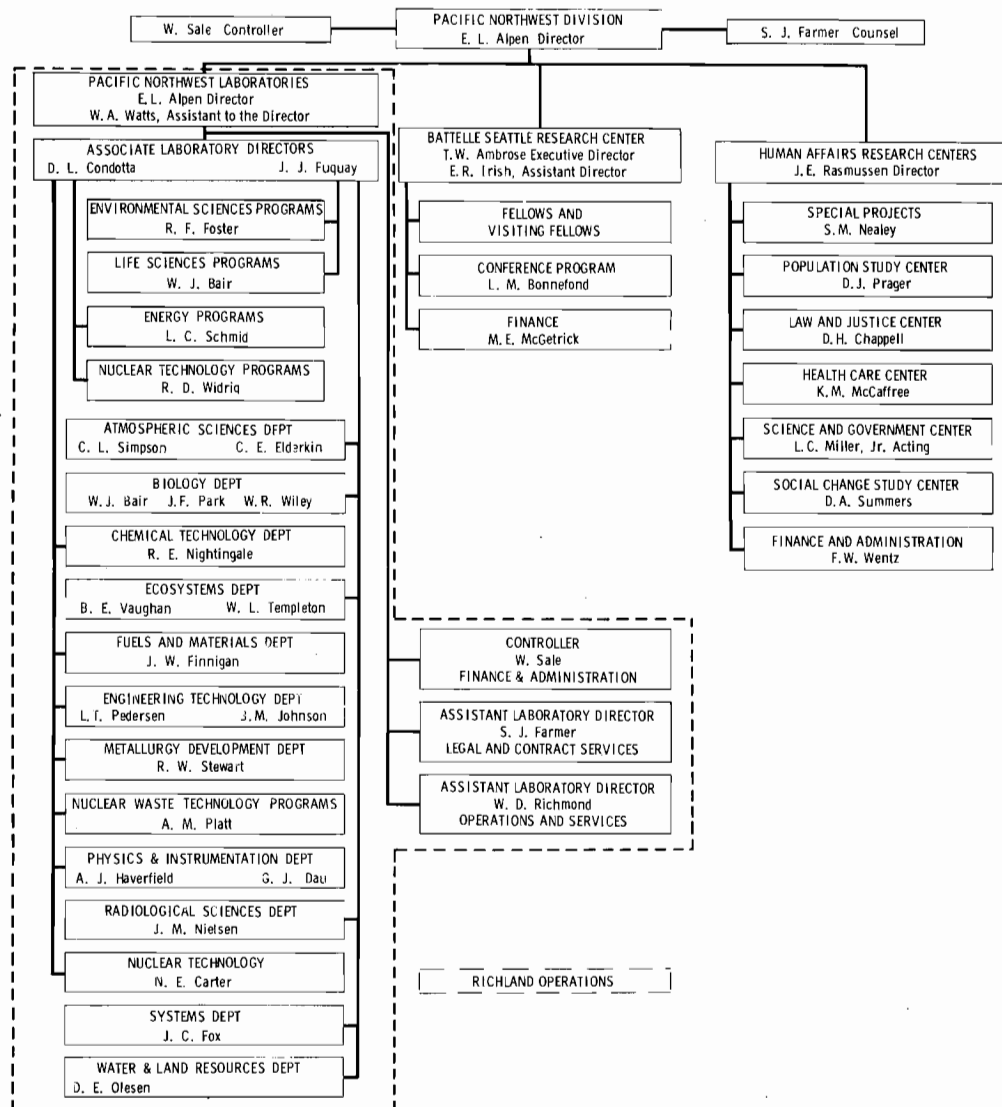 W. Sale Controller
PACIFIC NORTHWEST DIVISION
E. L. Alpen Director
S. J. Farmer Counsel
PACIFIC NORTHWEST LABORATORIES
E. L. Alpen Director
W. A. Watts, Assistant to the Director
ASSOCIATE LABORATORY DIRECTORS
D. L. Condotta J. J. Fuquay
ENVIRONMENTAL SCIENCES PROGRAMS
R. F. Foster
LIFE SCIENCES PROGRAMS
W. J. Bair
ENERGY PROGRAMS
L. C. Schmid
NUCLEAR TECHNOLOGY PROGRAMS
R. D. Widrig
ATMOSPHERIC SCIENCES DEPT
C. L. Simpson C. E. Elderkin
BIOLOGY DEPT
W. J. Bair J. F. Park W. R. Wiley
CHEMICAL TECHNOLOGY DEPT
R. E. Nightingale
ECOSYSTEMS DEPT
B. E. Vaughan W. L. Templeton
FUELS AND MATERIALS DEPT
J. W. Finnigan
ENGINEERING TECHNOLOGY DEPT
L. T. Pedersen B. M. Johnson
METALLURGY DEVELOPMENT DEPT
R. W. Stewart
NUCLEAR WASTE TECHNOLOGY PROGRAMS
A. M. Platt
PHYSICS & INSTRUMENTATION DEPT
A. J. Haverfield G. J. Dau
RADIOLOGICAL SCIENCES DEPT
J. M. Nielsen
NUCLEAR TECHNOLOGY
N. E. Carter
SYSTEMS DEPT
J. C. Fox
WATER & LAND RESOURCES DEPT
D. E. Olesen
BATTELLE SEATTLE RESEARCH CENTER
T. W. Ambrose Executive Director
E. R. Irish, Assistant Director
FELLOWS AND
VISITING FELLOWS
CONFERENCE PROGRAM
L. M. Bonnefond
FINANCE
M. E. McGetrick
CONTROLLER
W. Sale
FINANCE & ADMINISTRATION
ASSISTANT LABORATORY DIRECTOR
S. J. Farmer
LEGAL AND CONTRACT SERVICES
ASSISTANT LABORATORY DIRECTOR
W. D. Richmond
OPERATIONS AND SERVICES
RICHLAND OPERATIONS
HUMAN AFFAIRS RESEARCH CENTERS
J. E. Rasmussen Director
SPECIAL PROJECTS
S. M. Nealey
POPULATION STUDY CENTER
D. J. Prager
LAW AND JUSTICE CENTER
D. H. Chappell
HEALTH CARE CENTER
K. M. McCaffree
SCIENCE AND GOVERNMENT CENTER
L. C. Miller, Jr. Acting
SOCIAL CHANGE STUDY CENTER
D. A. Summers
FINANCE AND ADMINISTRATION
F. W. Wentz